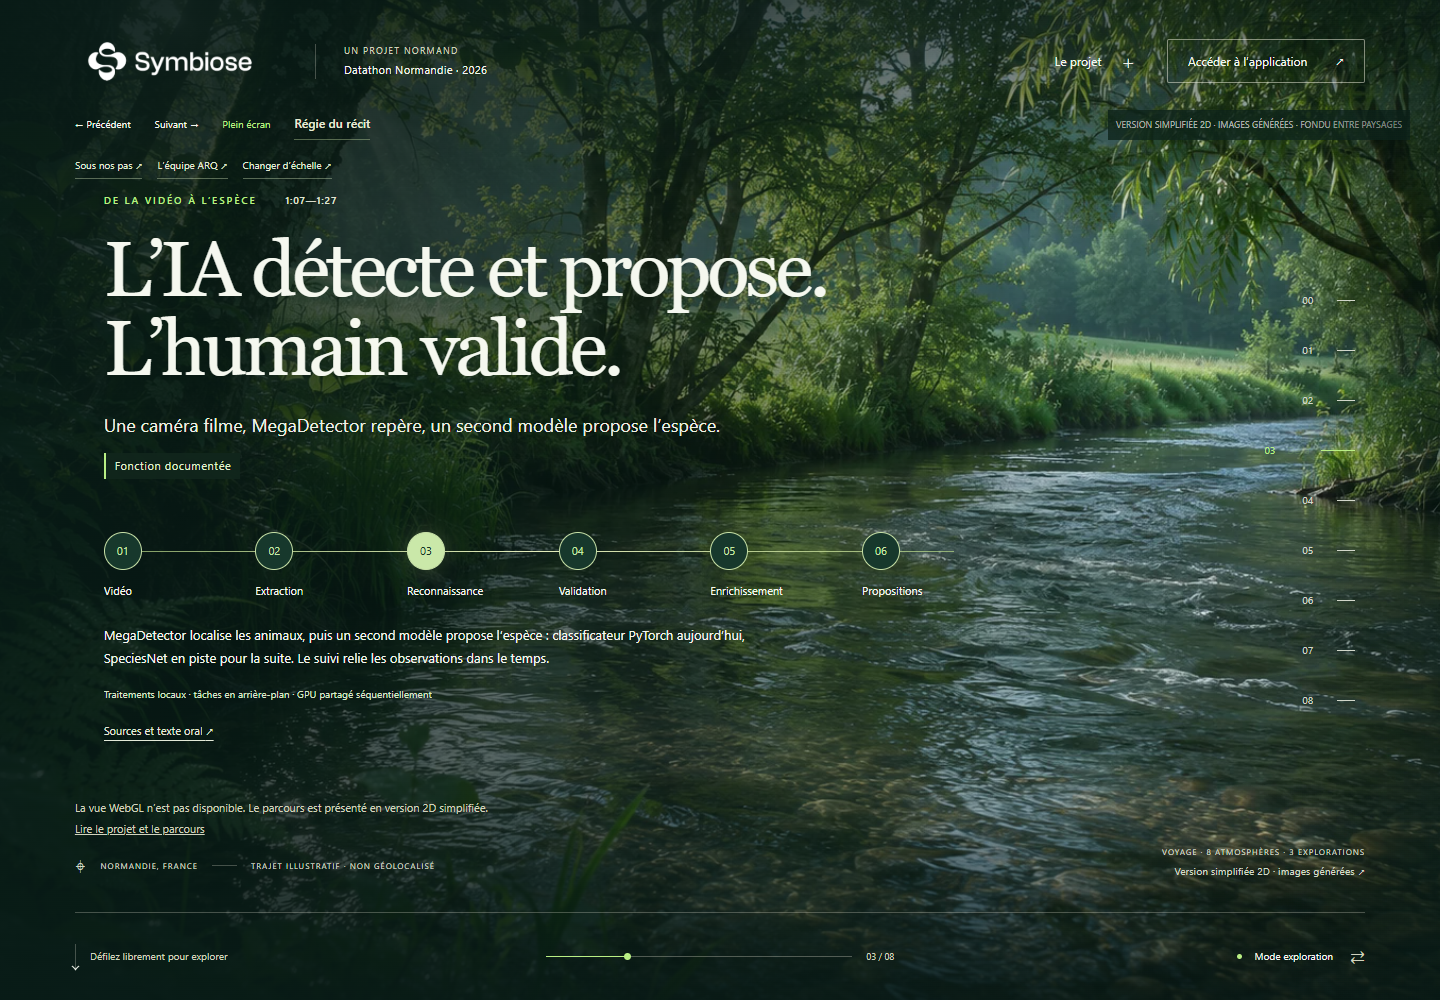 Symbiose
UN PROJET NORMAND
Datathon Normandie · 2026
Le projet +
Accéder à l'application ↗
← Précédent Suivant → Plein écran Régie du récit
VERSION SIMPLIFIÉE 2D · IMAGES GÉNÉRÉES · FONDU ENTRE PAYSAGES
Sous nos pas ↗ L'équipe ARQ ↗ Changer d'échelle ↗
DE LA VIDÉO À L'ESPÈCE 1:07—1:27
L’IA détecte et propose.
L’humain valide.
Une caméra filme, MegaDetector repère, un second modèle propose l’espèce.
Fonction documentée
00
01
02
03
04
05
06
07
08
01 02 03 04 05 06
Vidéo Extraction Reconnaissance Validation Enrichissement Propositions
MegaDetector localise les animaux, puis un second modèle propose l’espèce : classificateur PyTorch aujourd’hui,
SpeciesNet en piste pour la suite. Le suivi relie les observations dans le temps.
Traitements locaux · tâches en arrière-plan · GPU partagé séquentiellement
Sources et texte oral ↗
La vue WebGL n’est pas disponible. Le parcours est présenté en version 2D simplifiée.
Lire le projet et le parcours
NORMANDIE, FRANCE TRAJET ILLUSTRATIF · NON GÉOLOCALISÉ
VOYAGE · 8 ATMOSPHÈRES · 3 EXPLORATIONS
Version simplifiée 2D · images générées ↗
Défilez librement pour explorer
03 / 08
Mode exploration